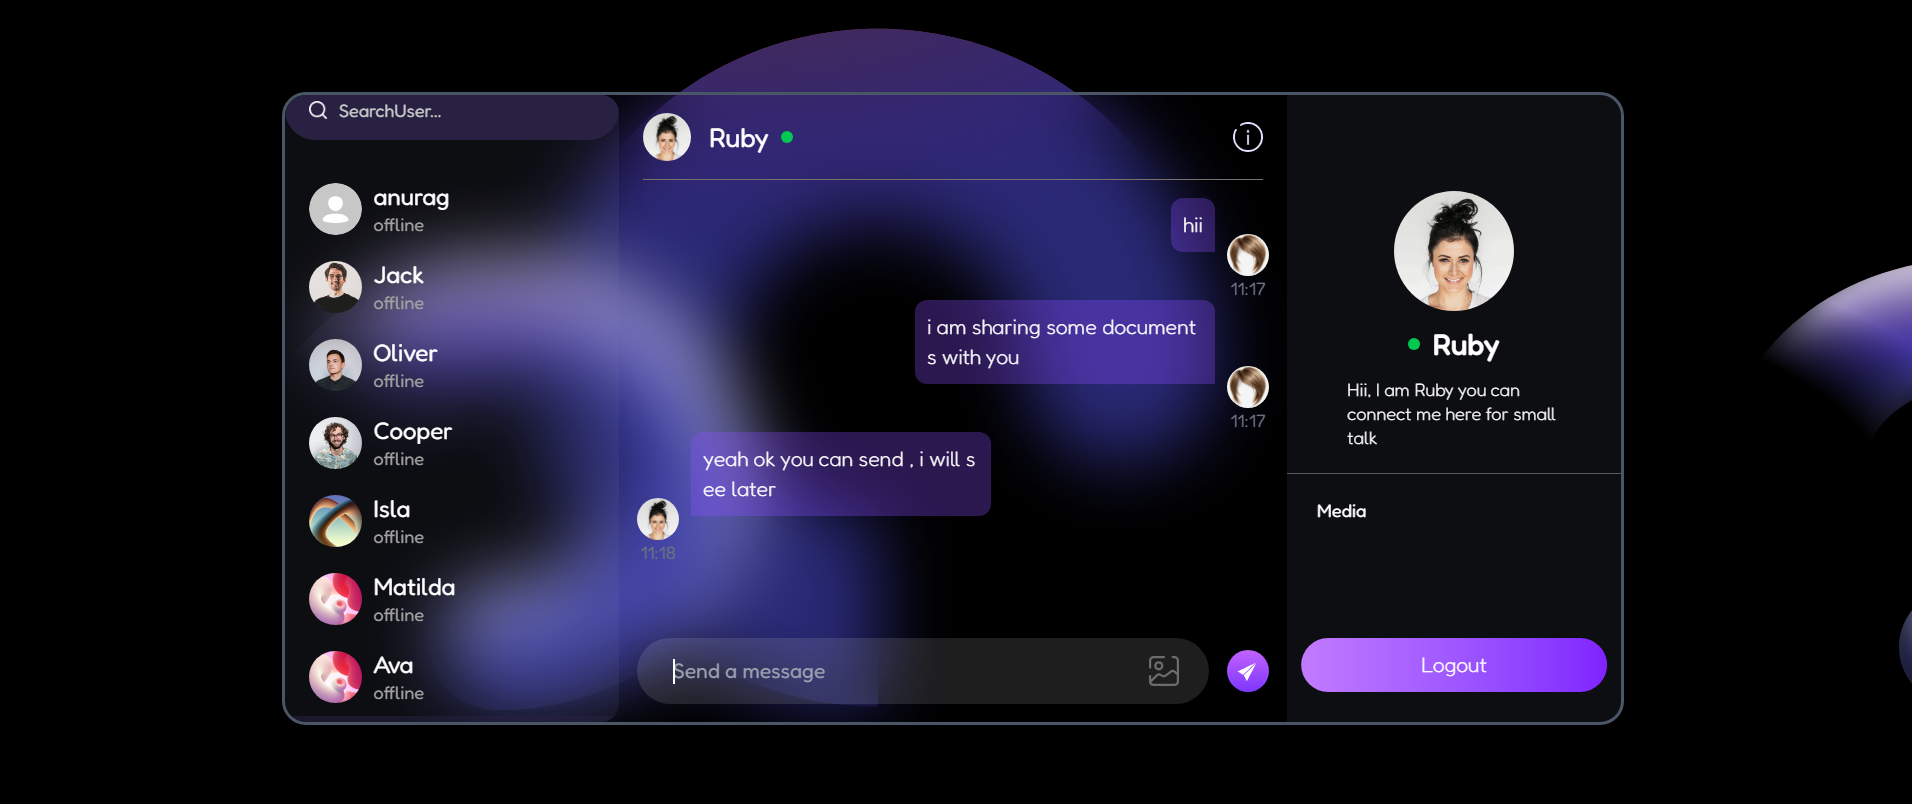 SearchUser...
anurag
offline
Jack
offline
Oliver
offline
Cooper
offline
Isla
offline
Matilda
offline
Ava
offline
Ruby
hii
11:17
i am sharing some document
s with you
11:17
yeah ok you can send , i will s
ee later
11:18
Send a message
Ruby
Hii, I am Ruby you can
connect me here for small
talk
Media
Logout